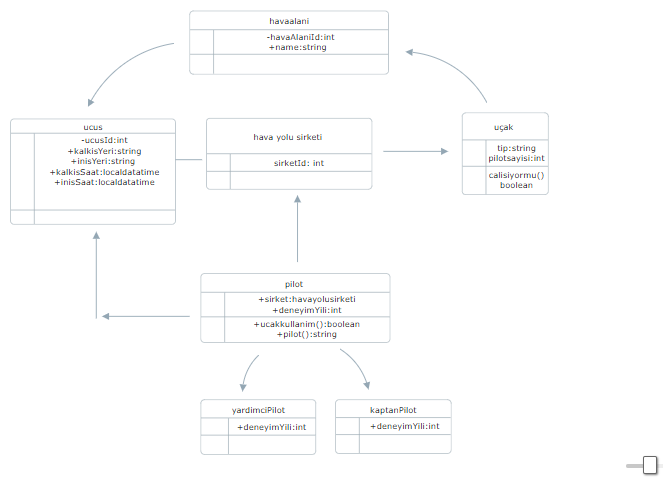 havaalani
-havaAlaniId:int
+name:string
ucus
-ucusId:int
+kalkisYeri:string
+inisYeri:string
+kalkisSaat:localdatatime
+inisSaat:localdatatime
hava yolu sirketi
sirketId: int
uçak
tip:string
pilotsayisi:int
calisiyormu()
boolean
pilot
+sirket:havayolusirketi
+deneyimYili:int
+ucakkullanim():boolean
+pilot():string
yardimciPilot
+deneyimYili:int
kaptanPilot
+deneyimYili:int